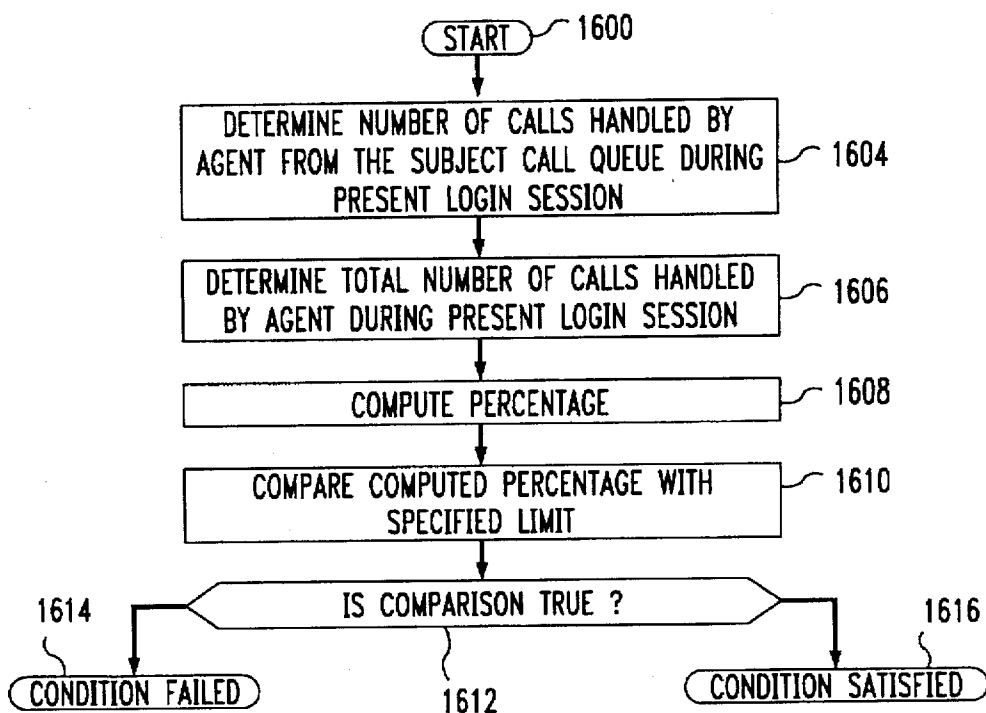 START
1600
DETERMINE NUMBER OF CALLS HANDLED BY
AGENT FROM THE SUBJECT CALL QUEUE DURING
PRESENT LOGIN SESSION
1604
DETERMINE TOTAL NUMBER OF CALLS HANDLED
BY AGENT DURING PRESENT LOGIN SESSION
1606
COMPUTE PERCENTAGE
1608
COMPARE COMPUTED PERCENTAGE WITH
SPECIFIED LIMIT
1610
IS COMPARISON TRUE ?
1612
1614
CONDITION FAILED
1616
CONDITION SATISFIED